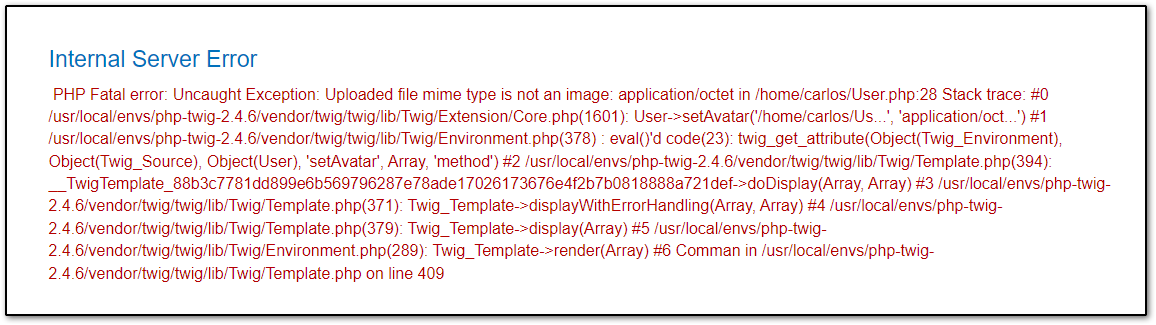 Internal Server Error
PHP Fatal error: Uncaught Exception: Uploaded file mime type is not an image: application/octet in /home/carlos/User.php:28 Stack trace: #0
/usr/local/envs/php-twig-2.4.6/vendor/twig/twig/lib/Twig/Extension/Core.php(1601): User->setAvatar('/home/carlos/Us...', 'application/oct...') #1
/usr/local/envs/php-twig-2.4.6/vendor/twig/twig/lib/Twig/Environment.php(378) : eval()'d code(23): twig_get_attribute(Object(Twig_Environment),
Object(Twig_Source), Object(User), 'setAvatar', Array, 'method') #2 /usr/local/envs/php-twig-2.4.6/vendor/twig/twig/lib/Twig/Template.php(394):
__TwigTemplate_88b3c7781dd899e6b569796287e78ade17026173676e4f2b7b0818888a721def->doDisplay(Array, Array) #3 /usr/local/envs/php-twig-
2.4.6/vendor/twig/twig/lib/Twig/Template.php(371): Twig_Template->displayWithErrorHandling(Array, Array) #4 /usr/local/envs/php-twig-
2.4.6/vendor/twig/twig/lib/Twig/Template.php(379): Twig_Template->display(Array) #5 /usr/local/envs/php-twig-
2.4.6/vendor/twig/twig/lib/Twig/Environment.php(289): Twig_Template->render(Array) #6 Comman in /usr/local/envs/php-twig-
2.4.6/vendor/twig/twig/lib/Twig/Template.php on line 409